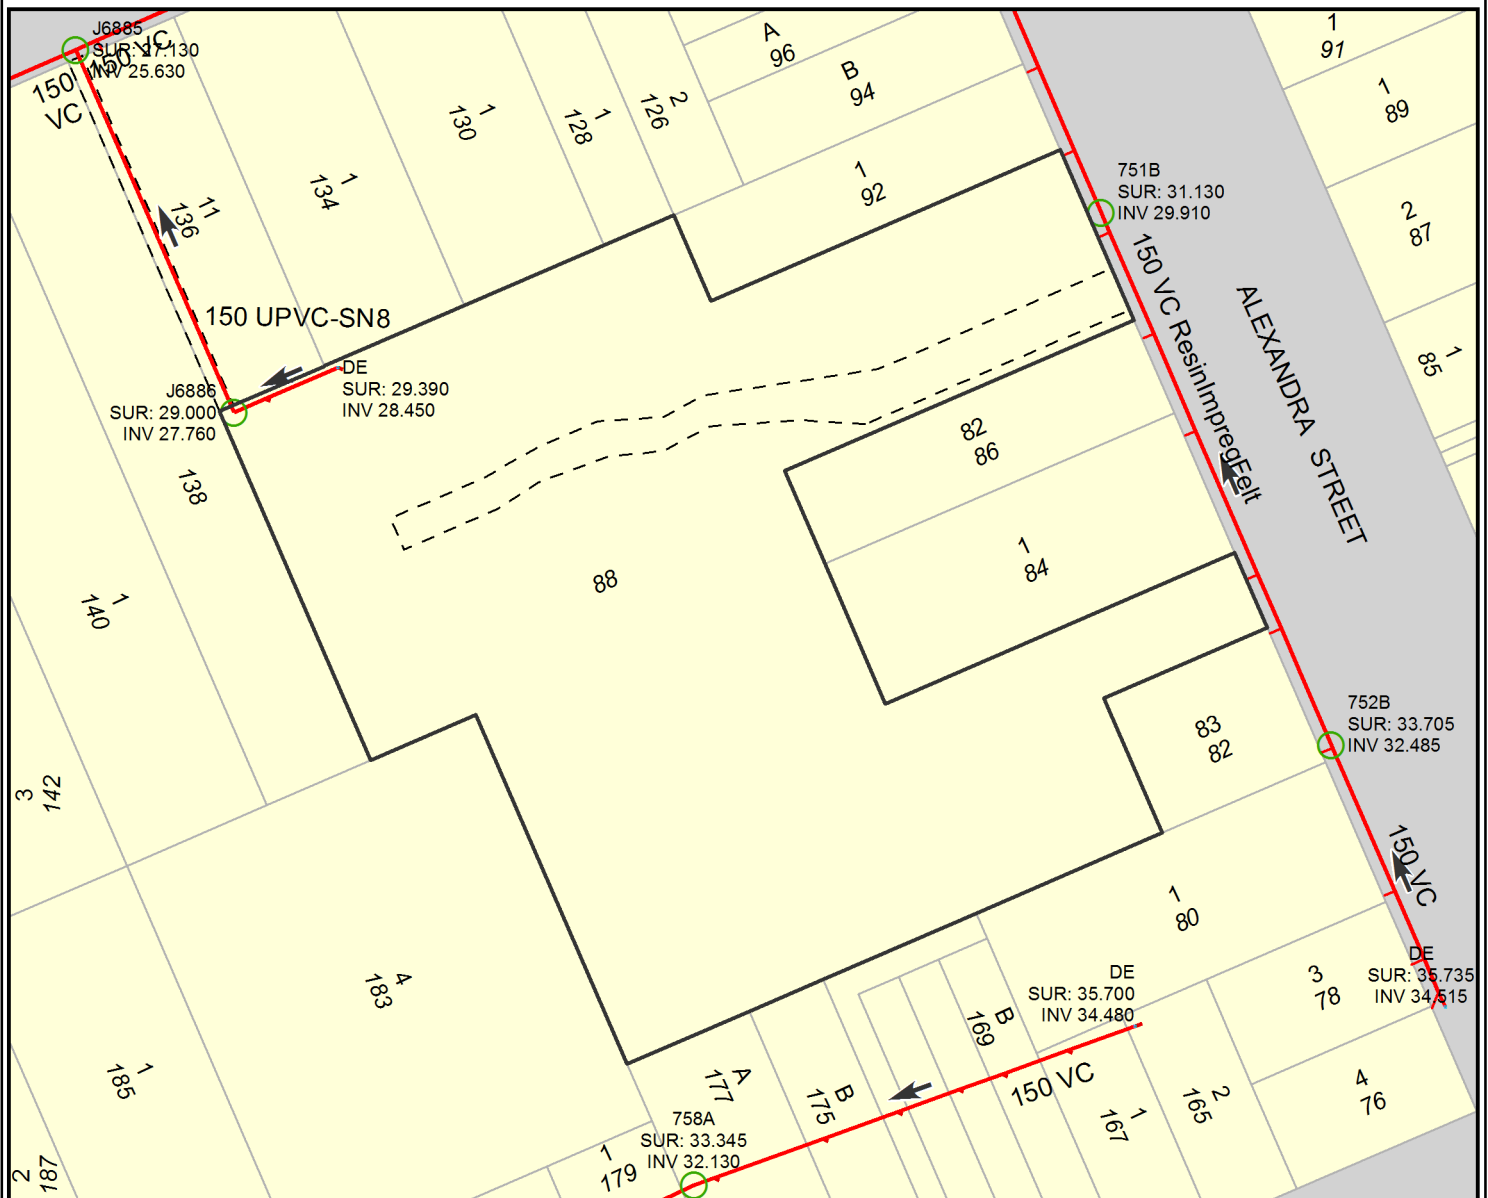 J6885
SUR: 27.130
INV 25.630
150 VC
150
VC
A
96
B
94
1
91
1
89
1
130
1
128
2
126
1
134
11
136
1
92
751B
SUR: 31.130
INV 29.910
2
87
150 VC ResinImpregFelt
ALEXANDRA STREET
150 UPVC-SN8
DE
SUR: 29.390
INV 28.450
J6886
SUR: 29.000
INV 27.760
1
85
82
86
138
1
84
88
1
140
752B
SUR: 33.705
INV 32.485
83
82
3
142
150 VC
1
80
DE
SUR: 35.735
INV 34.515
DE
SUR: 35.700
INV 34.480
3
78
4
183
B
169
1
185
A
177
B
175
150 VC
1
167
2
165
4
76
758A
SUR: 33.345
INV 32.130
1
179
2
187